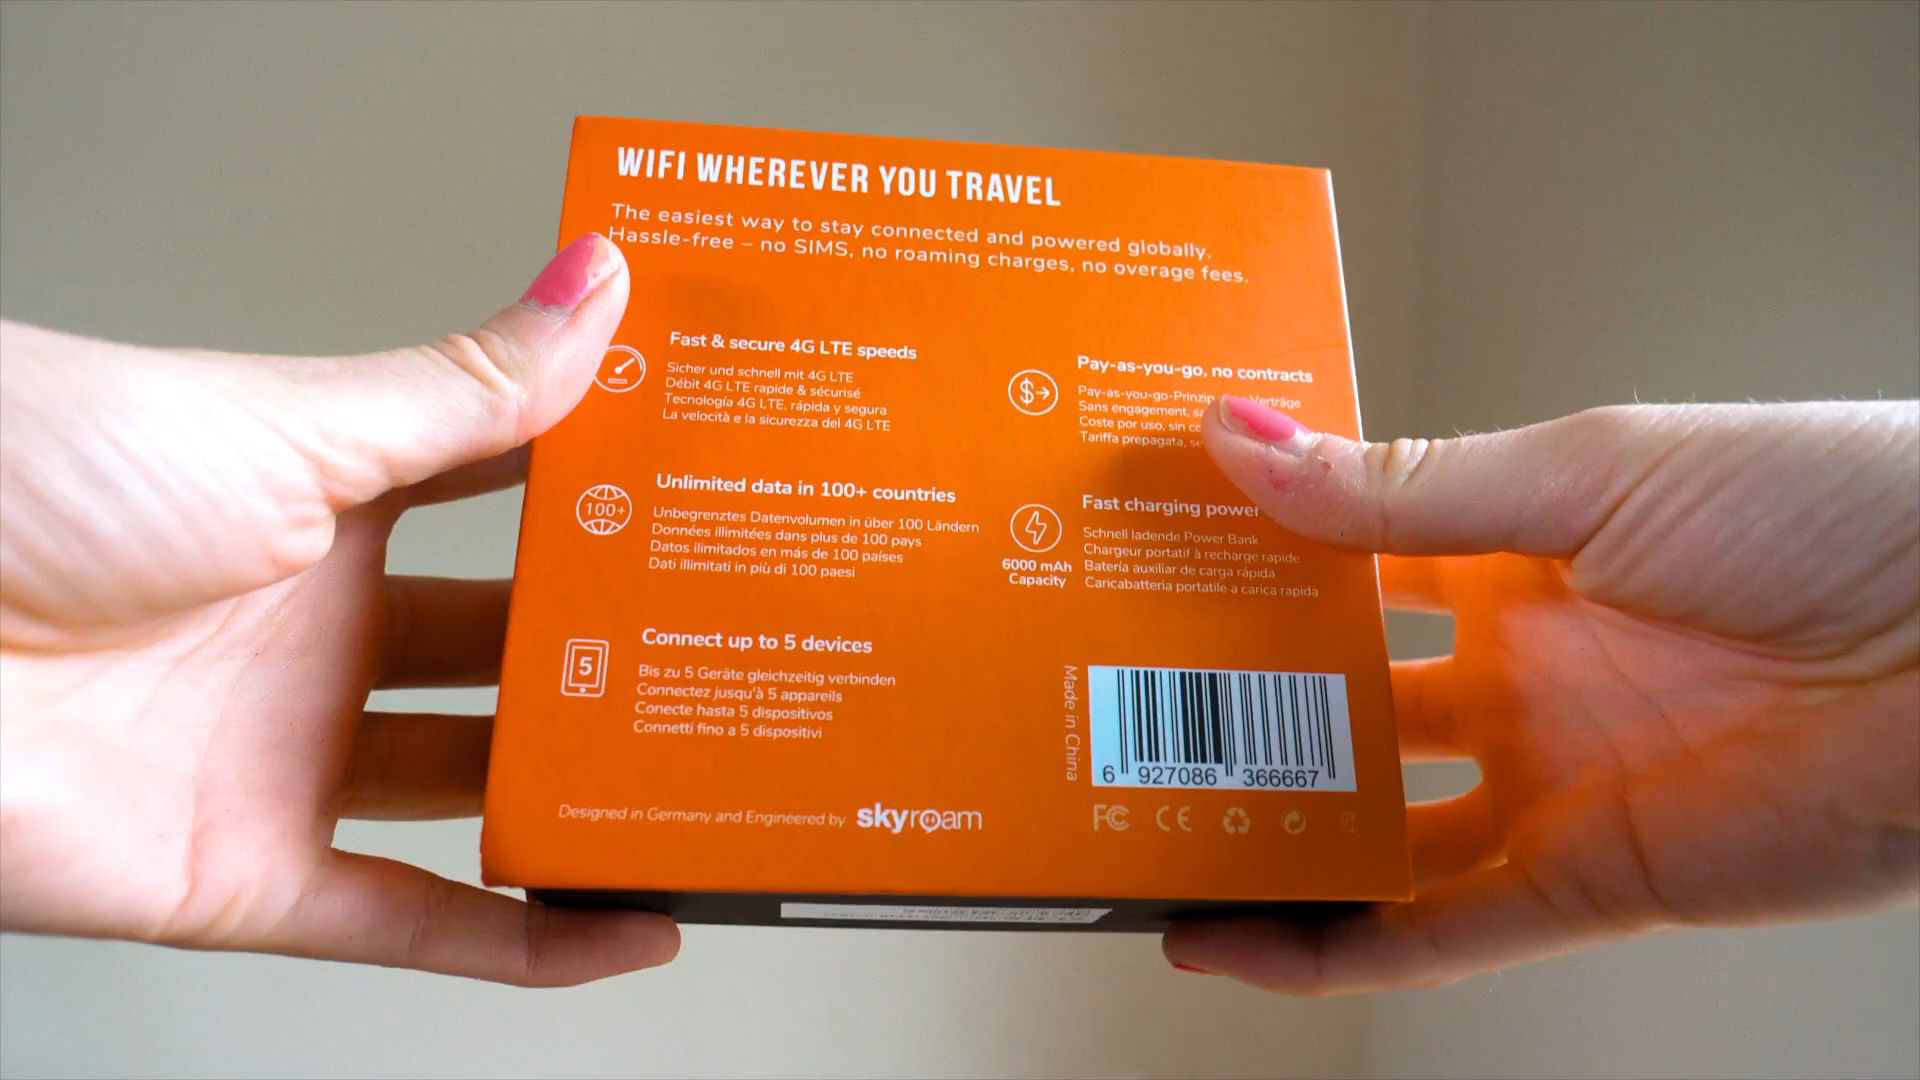 WIFI WHEREVER YOU TRAVEL
The easiest way to stay connected and powered globally.
Hassle-free – no SIMS, no roaming charges, no overage fees.
Fast & secure 4G LTE speeds
Sicher und schnell mit 4G LTE
Débit 4G LTE rapide & sécurisé
Tecnología 4G LTE, rápida y segura
La velocità e la sicurezza del 4G LTE
Pay-as-you-go, no contracts
Pay-as-you-go-Prinzip Verträge
Sans engagement,
Coste por uso, sin
Tariffa prepagata,
100+
Unlimited data in 100+ countries
Unbegrenztes Datenvolumen in über 100 Ländern
Données illimitées dans plus de 100 pays
Datos ilimitados en más de 100 países
Dati illimitati in più di 100 paesi
6000 mAh
Capacity
Fast charging power
Schnell ladende Power Bank
Chargeur portatif à recharge rapide
Batería auxiliar de carga rápida
Caricabatteria portatile a carica rapida
5
Connect up to 5 devices
Bis zu 5 Geräte gleichzeitig verbinden
Connectez jusqu'à 5 appareils
Conecte hasta 5 dispositivos
Connetti fino a 5 dispositivi
Made in China
6 927086 366667
Designed in Germany and Engineered by skyroam
FC CE